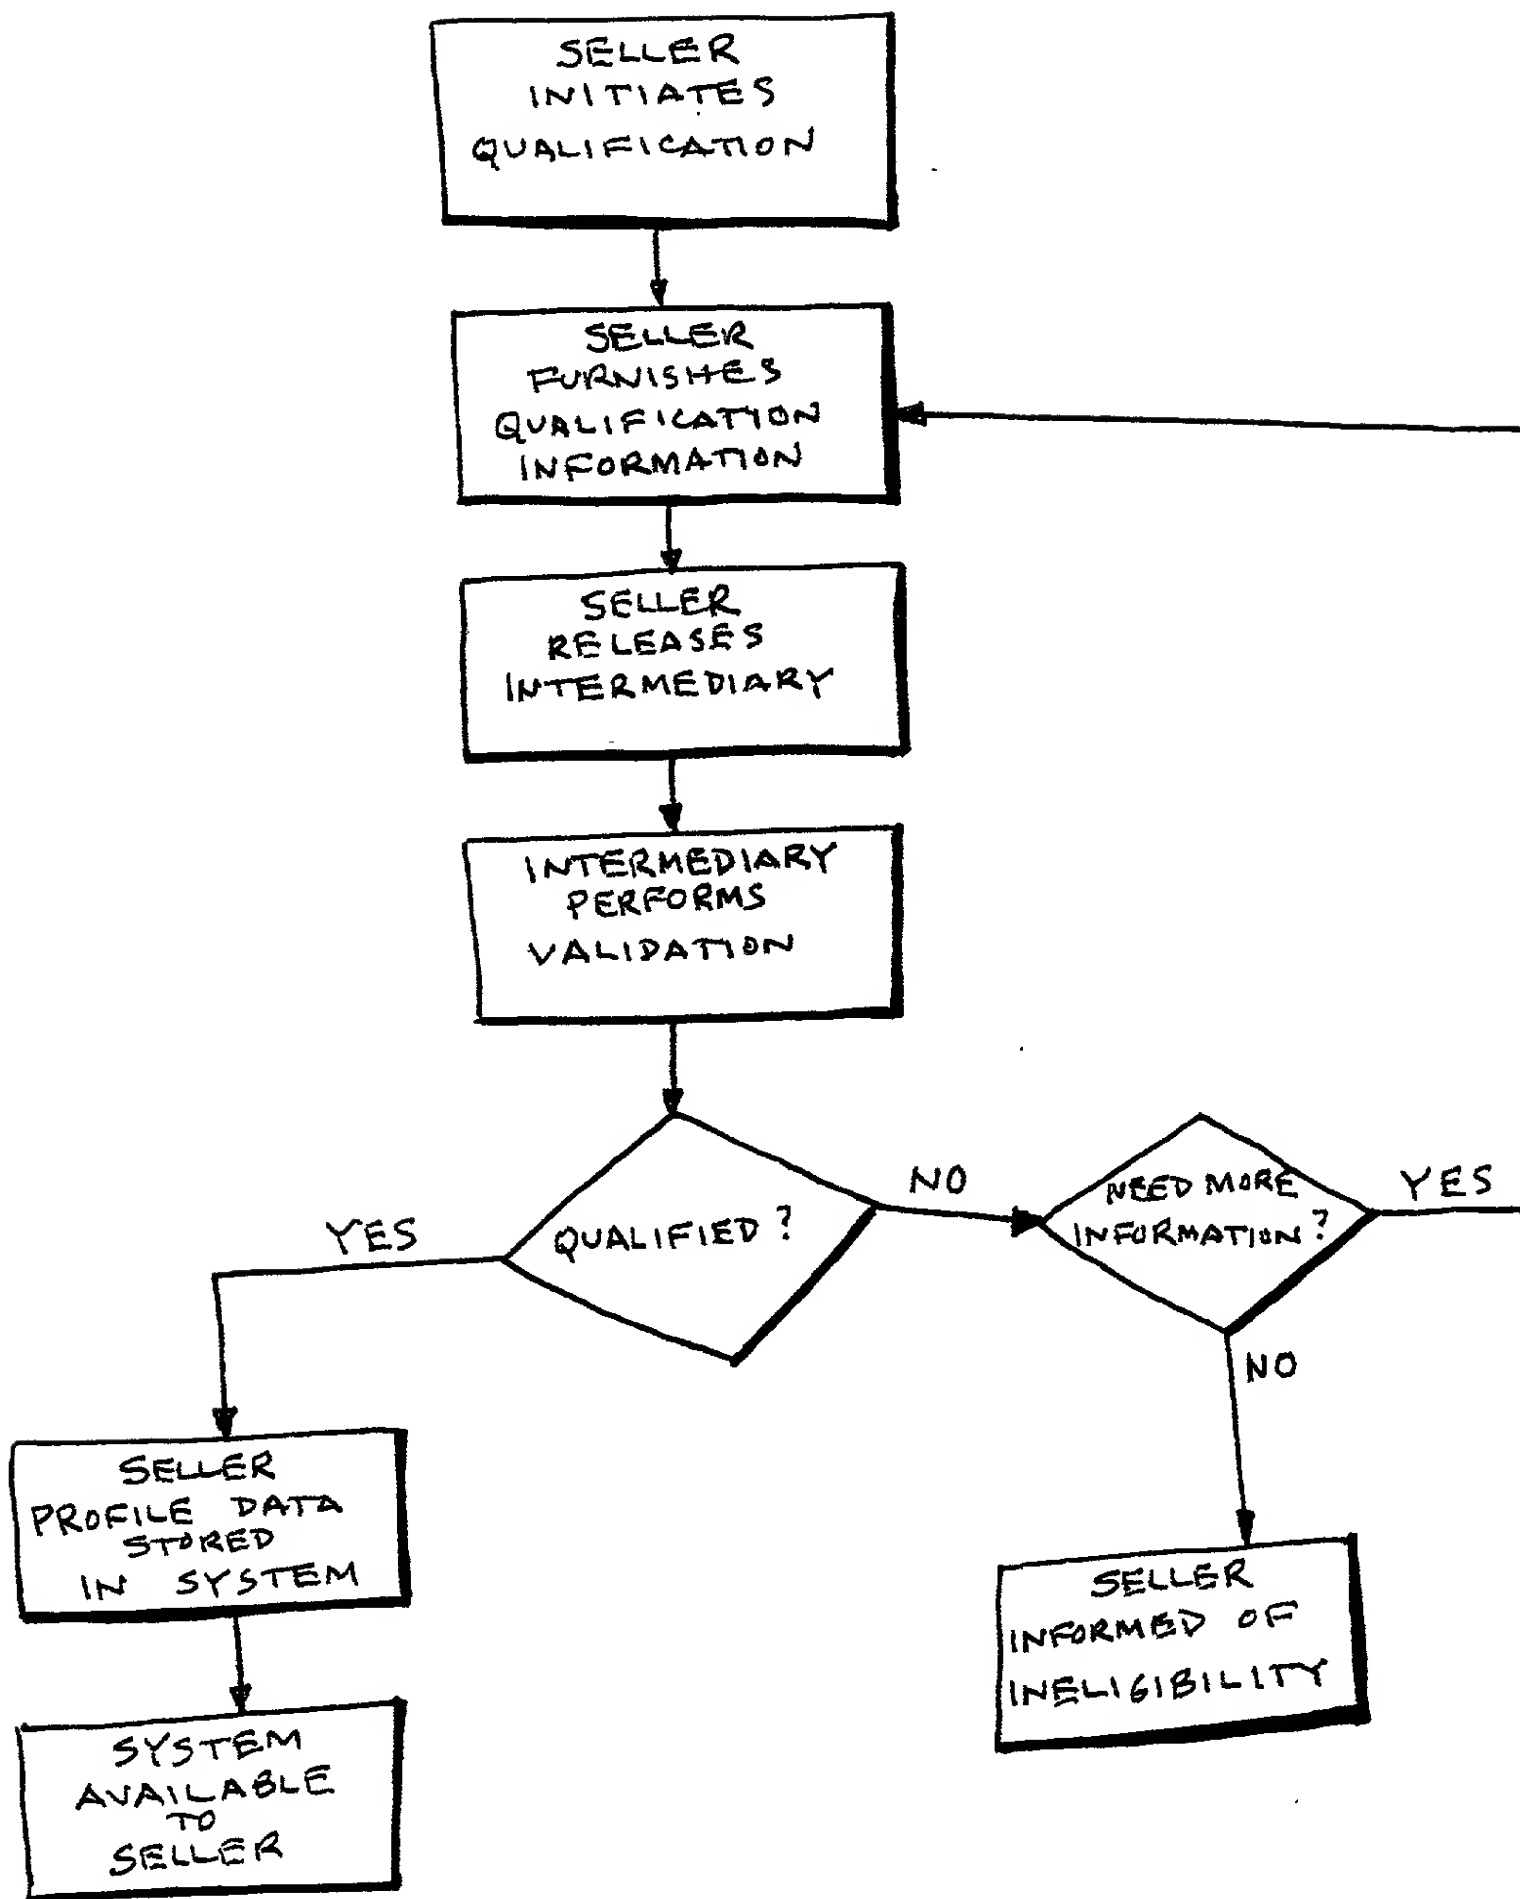 SELLER
INITIATES
QUALIFICATION
SELLER
FURNISHES
QUALIFICATION
INFORMATION
SELLER
RELEASES
INTERMEDIARY
INTERMEDIARY
PERFORMS
VALIDATION
QUALIFIED?
YES
NO
NEED MORE
INFORMATION?
YES
NO
SELLER
PROFILE DATA
STORED
IN SYSTEM
SELLER
INFORMED OF
INELIGIBILITY
SYSTEM
AVAILABLE
TO
SELLER